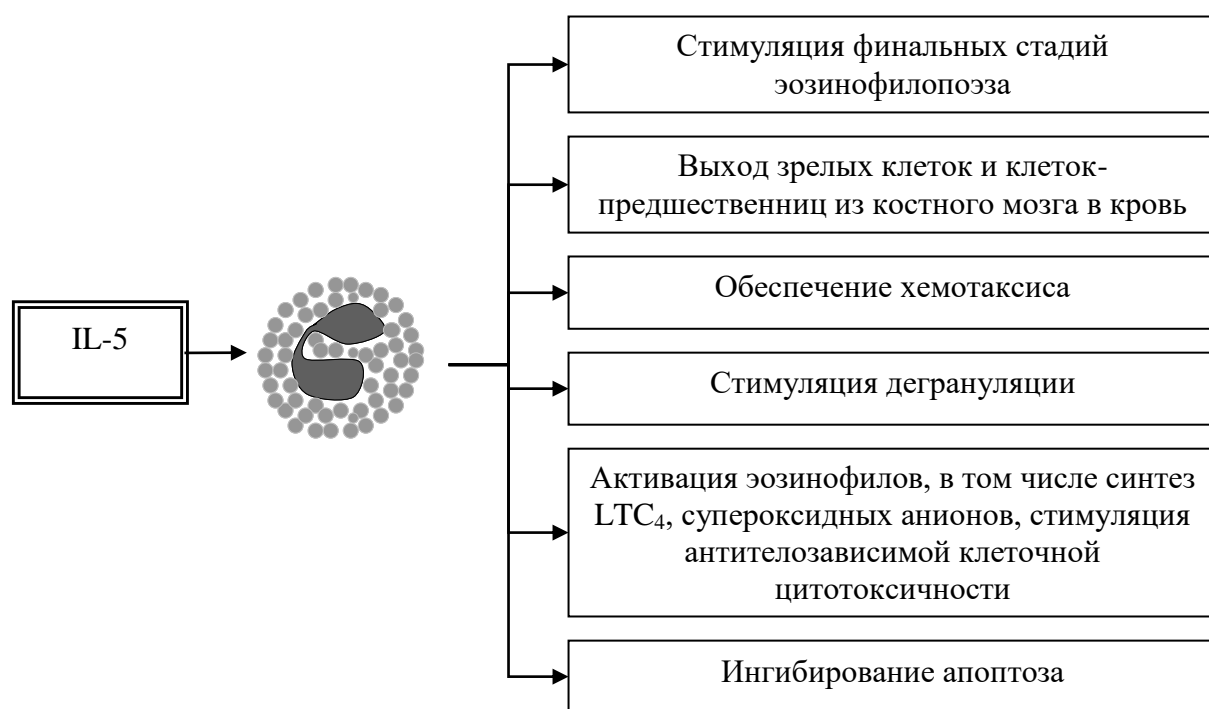 Стимуляция финальных стадий
эозинофилопоэза
Выход зрелых клеток и клеток-
предшественниц из костного мозга в кровь
Обеспечение хемотаксиса
IL-5
Стимуляция дегрануляции
Активация эозинофилов, в том числе синтез
LTC₄, супероксидных анионов, стимуляция
антителозависимой клеточной
цитотоксичности
Ингибирование апоптоза